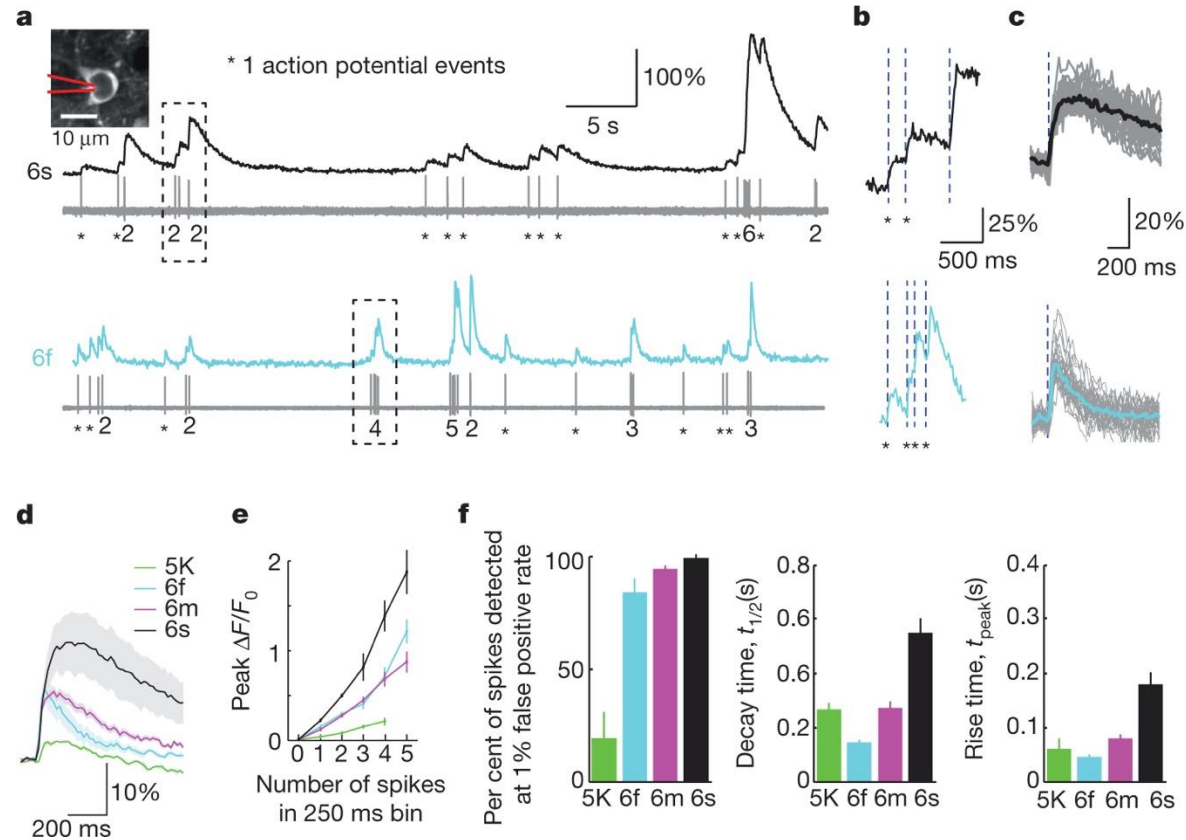 a
b
c
* 1 action potential events
100%
5 s
10 μm
6s
* *2 2 2 * * * * * * ** 6 * 2
25%
500 ms
* *
20%
200 ms
6f
** 2 * 2 4 5 2 * * 3 * ** 3
* ** *
d
5K
6f
6m
6s
10%
200 ms
e
Peak ΔF/F0
2
1
0
0 1 2 3 4 5
Number of spikes
in 250 ms bin
f
Per cent of spikes detected
at 1% false positive rate
100
50
0
5K 6f 6m 6s
Decay time, t1/2(s)
0.8
0.6
0.2
0
5K 6f 6m 6s
Rise time, tpeak(s)
0.4
0.3
0.2
0.1
0
5K 6f 6m 6s